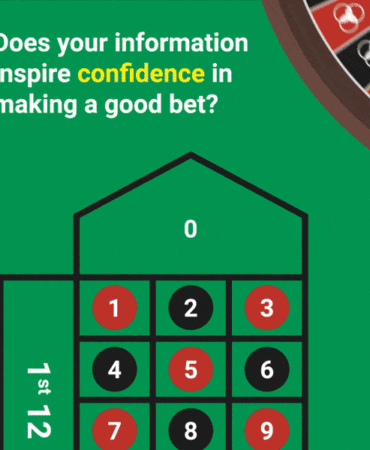 Does your information
inspire confidence in
making a good bet?
0
1 2 3
4 5 6
7 8 9
1st 12